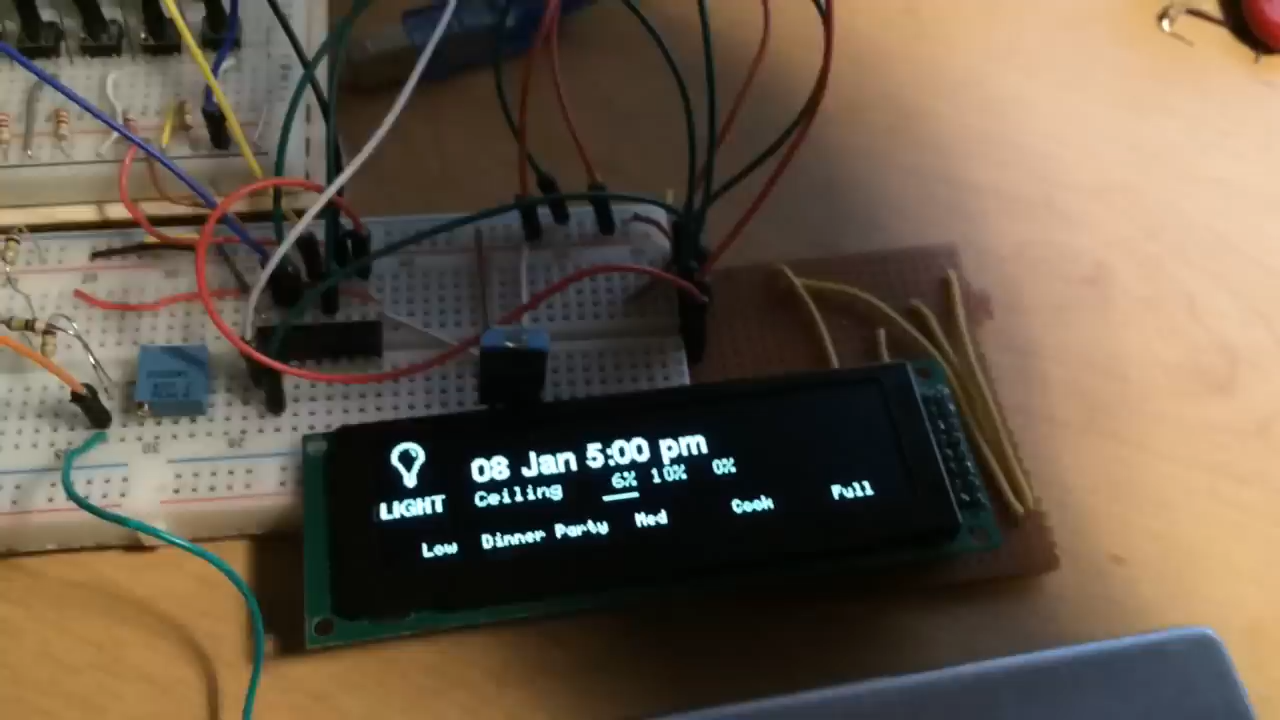 08 Jan 5:00 pm
LIGHT
Ceiling 6% 10% 0%
Low Dinner Party Med Cook Full